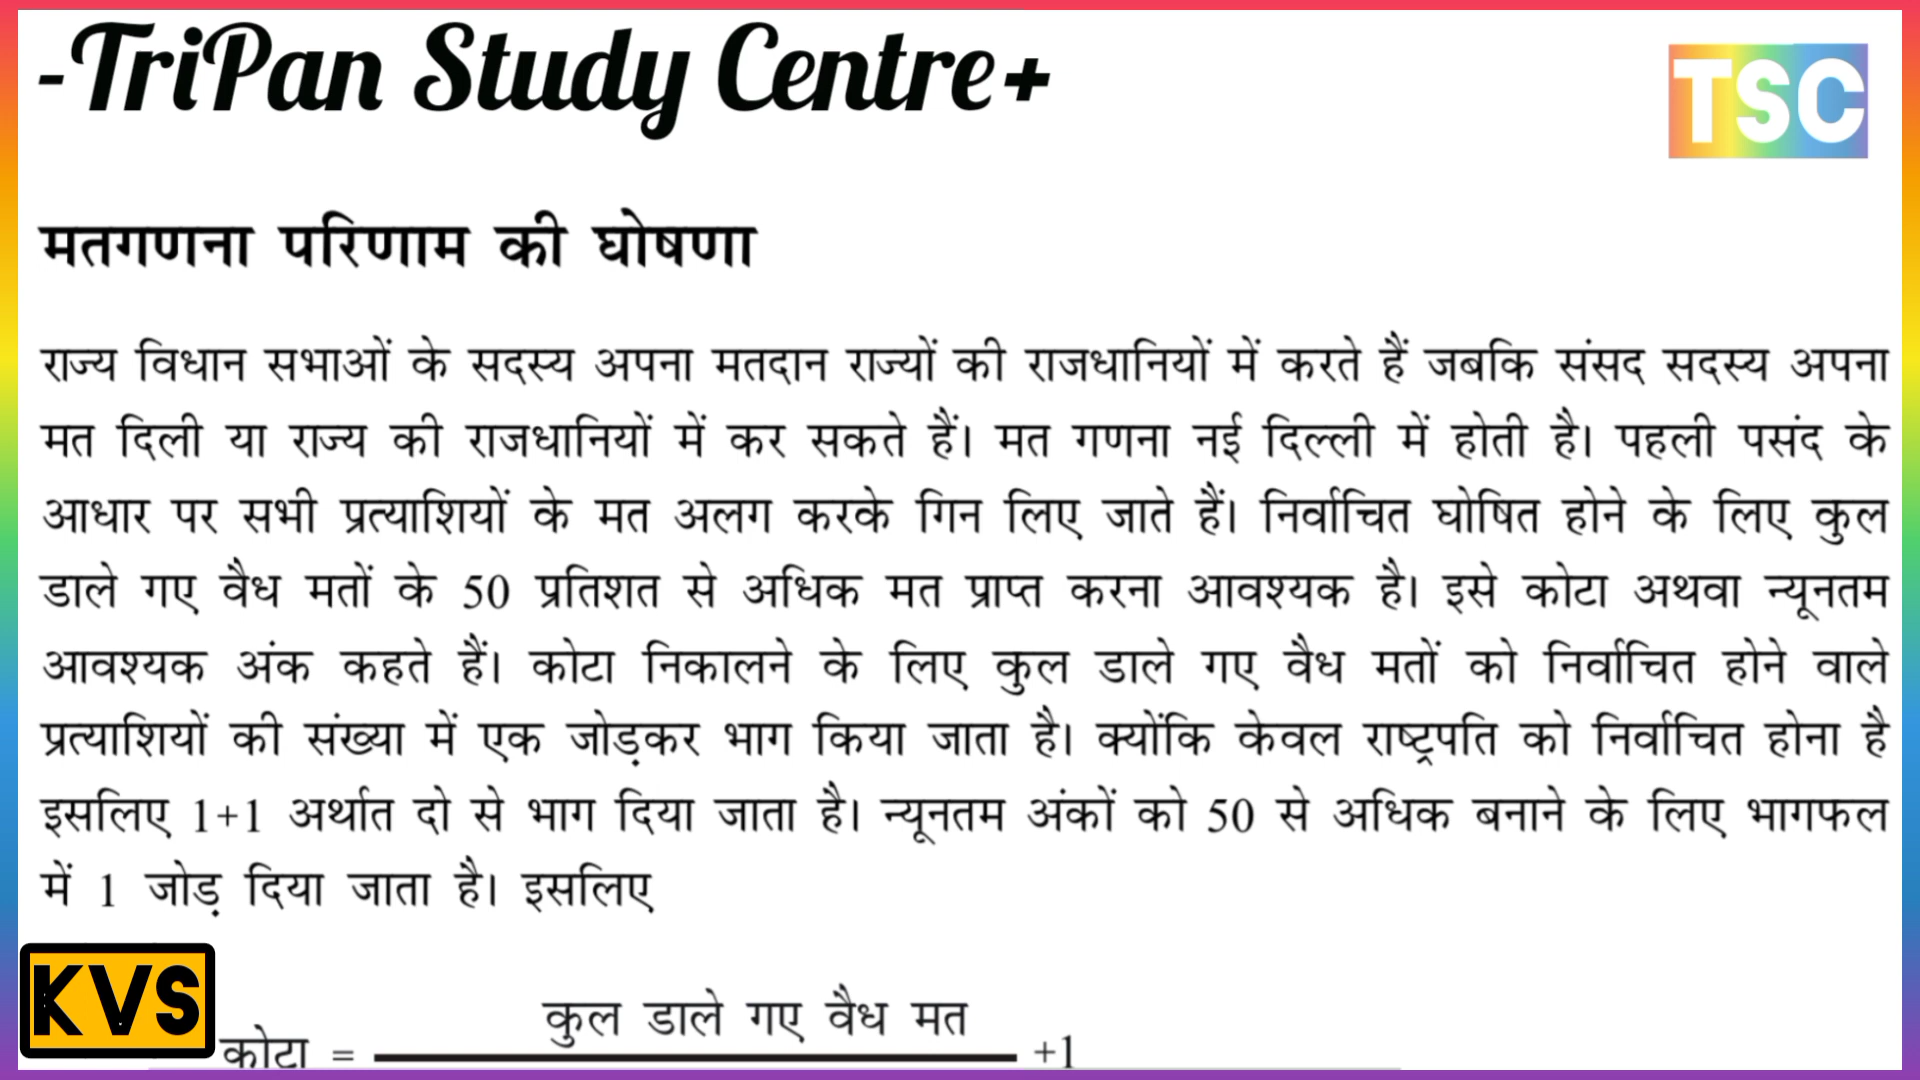 -TriPan Study Centre+
TSC
मतगणना परिणाम की घोषणा
राज्य विधान सभाओं के सदस्य अपना मतदान राज्यों की राजधानियों में करते हैं जबकि संसद सदस्य अपना
मत दिली या राज्य की राजधानियों में कर सकते हैं। मत गणना नई दिल्ली में होती है। पहली पसंद के
आधार पर सभी प्रत्याशियों के मत अलग करके गिन लिए जाते हैं। निर्वाचित घोषित होने के लिए कुल
डाले गए वैध मतों के 50 प्रतिशत से अधिक मत प्राप्त करना आवश्यक है। इसे कोटा अथवा न्यूनतम
आवश्यक अंक कहते हैं। कोटा निकालने के लिए कुल डाले गए वैध मतों को निर्वाचित होने वाले
प्रत्याशियों की संख्या में एक जोड़कर भाग किया जाता है। क्योंकि केवल राष्ट्रपति को निर्वाचित होना है
इसलिए 1+1 अर्थात दो से भाग दिया जाता है। न्यूनतम अंकों को 50 से अधिक बनाने के लिए भागफल
में 1 जोड़ दिया जाता है। इसलिए
KVS
कुल डाले गए वैध मत
कोटा = +1